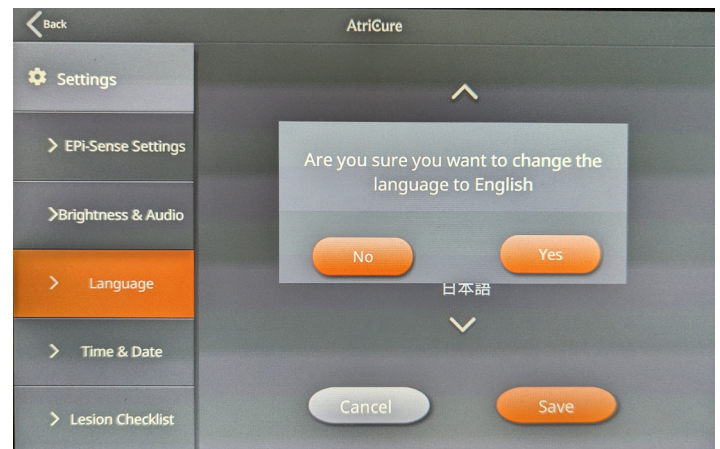 Back
AtriCure
Settings
EPi-Sense Settings
Are you sure you want to change the
language to English
Brightness & Audio
No
Yes
Language
日本語
Time & Date
Cancel
Save
Lesion Checklist